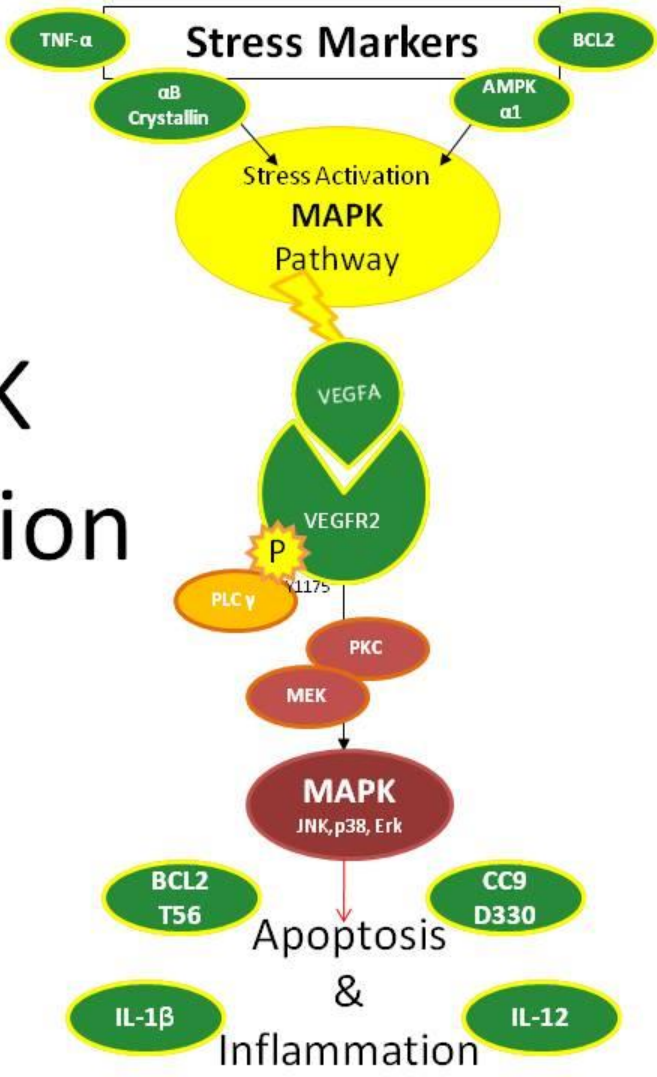 TNF-α
Stress Markers
BCL2
αB
Crystallin
AMPK
α1
Stress Activation
MAPK
Pathway
VEGFA
K
ion
VEGFR2
P
Y1175
PLC γ
PKC
MEK
MAPK
JNK,p38, Erk
BCL2
T56
CC9
D330
Apoptosis
&
Inflammation
IL-1β
IL-12